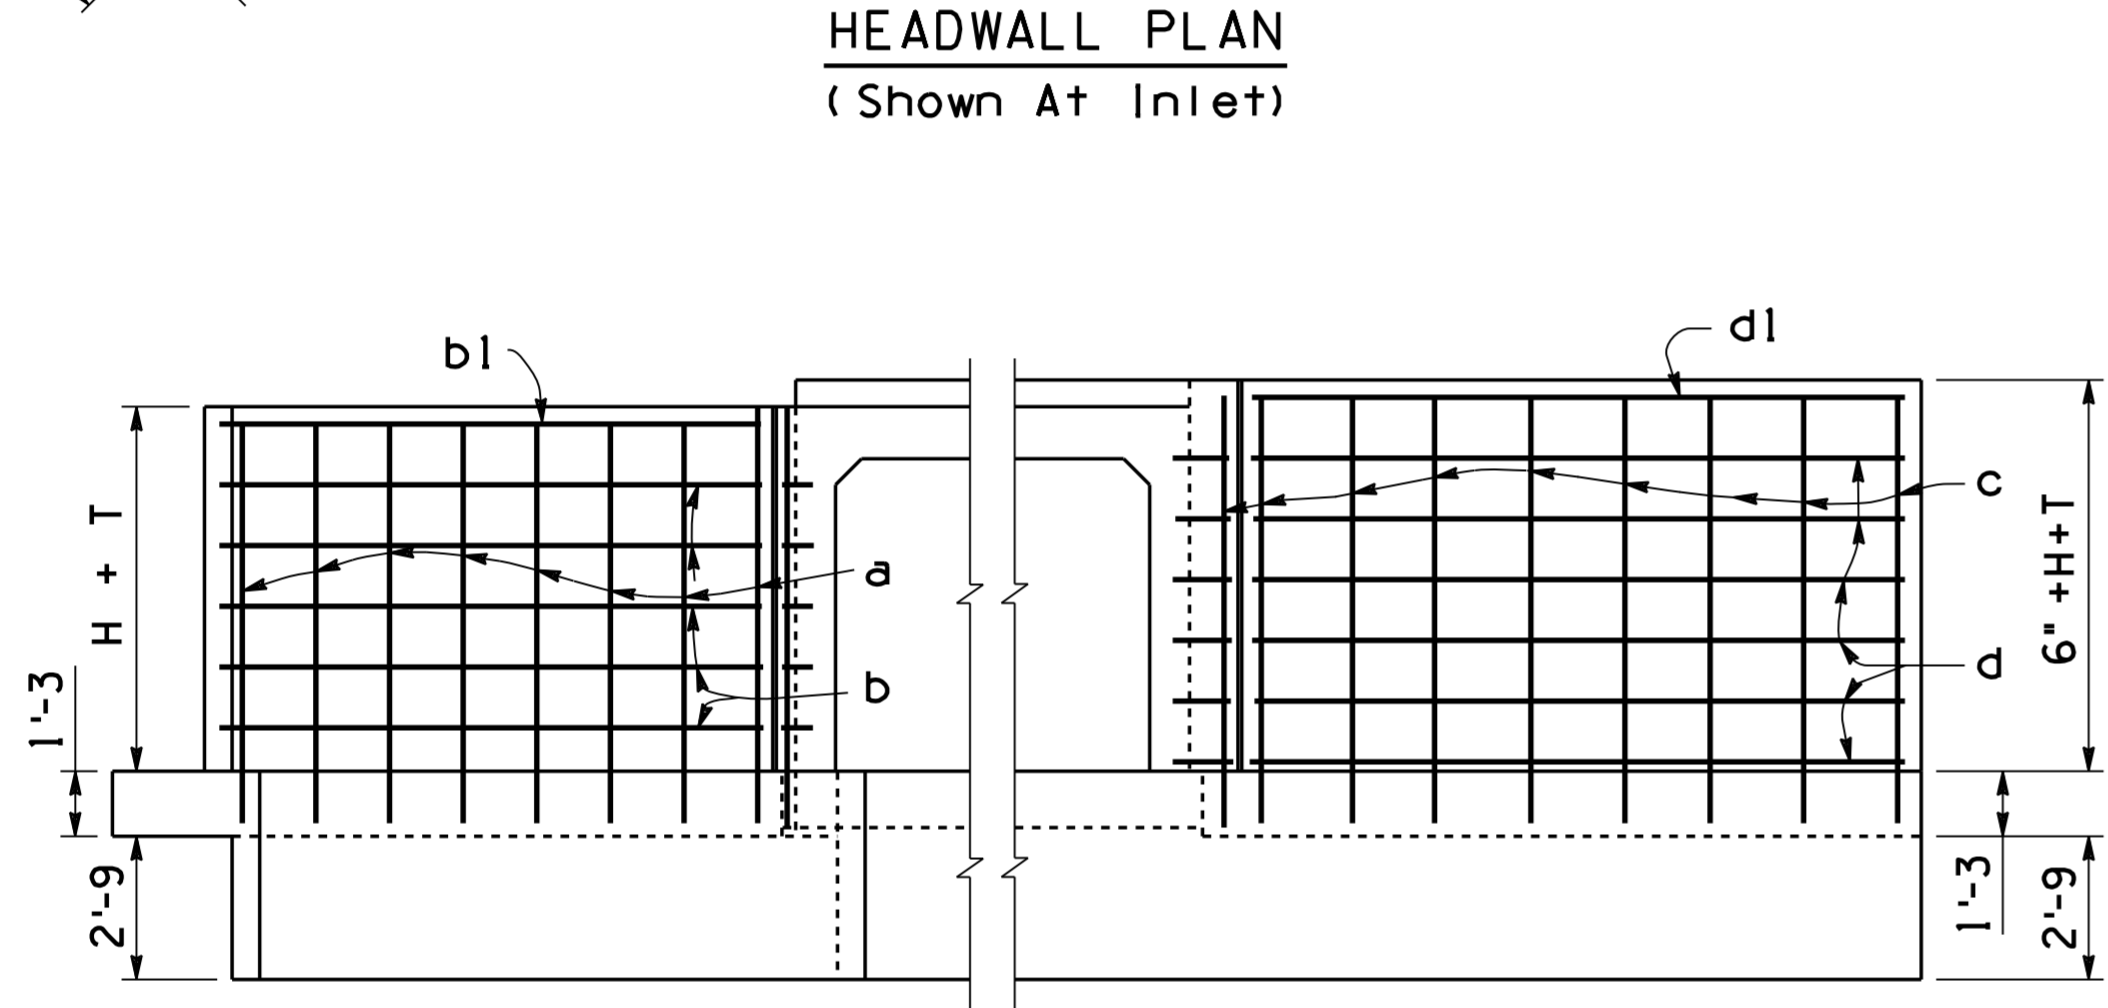 HEADWALL PLAN
(Shown At Inlet)
b1
d1
c
H + T
a
6" +H+T
d
b
1'-3
2'-9
1'-3
2'-9